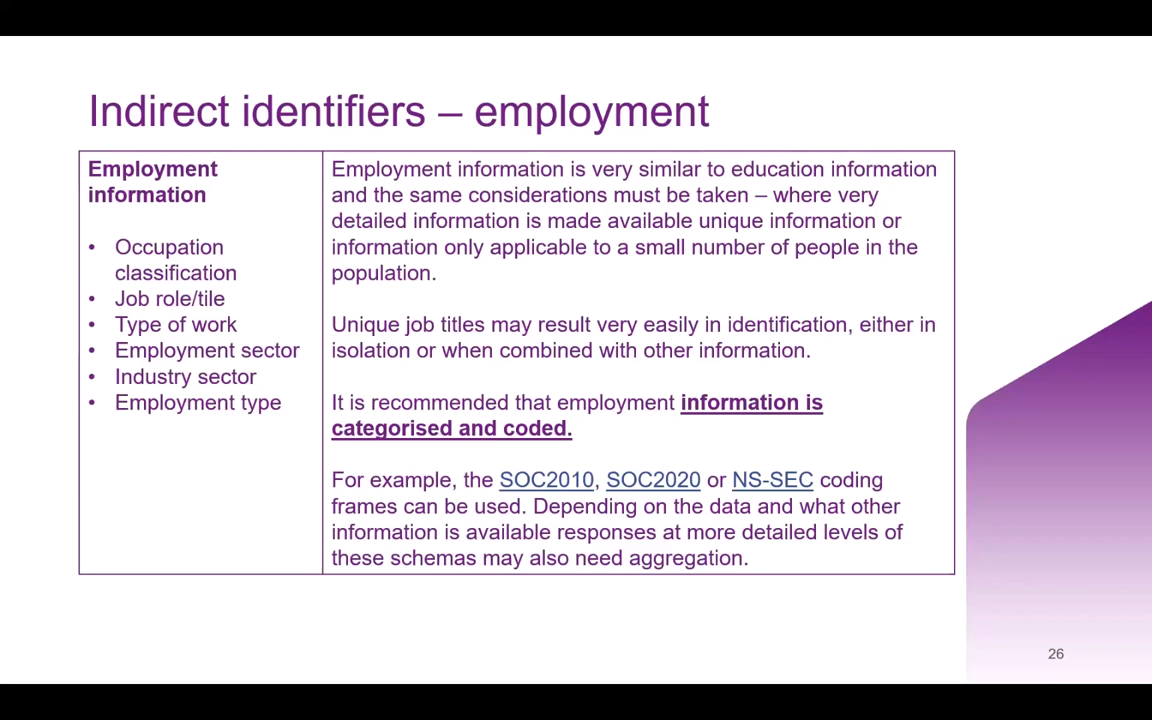 Indirect identifiers – employment
Employment
information
• Occupation
classification
• Job role/tile
• Type of work
• Employment sector
• Industry sector
• Employment type
Employment information is very similar to education information
and the same considerations must be taken – where very
detailed information is made available unique information or
information only applicable to a small number of people in the
population.
Unique job titles may result very easily in identification, either in
isolation or when combined with other information.
It is recommended that employment information is
categorised and coded.
For example, the SOC2010, SOC2020 or NS-SEC coding
frames can be used. Depending on the data and what other
information is available responses at more detailed levels of
these schemas may also need aggregation.
26